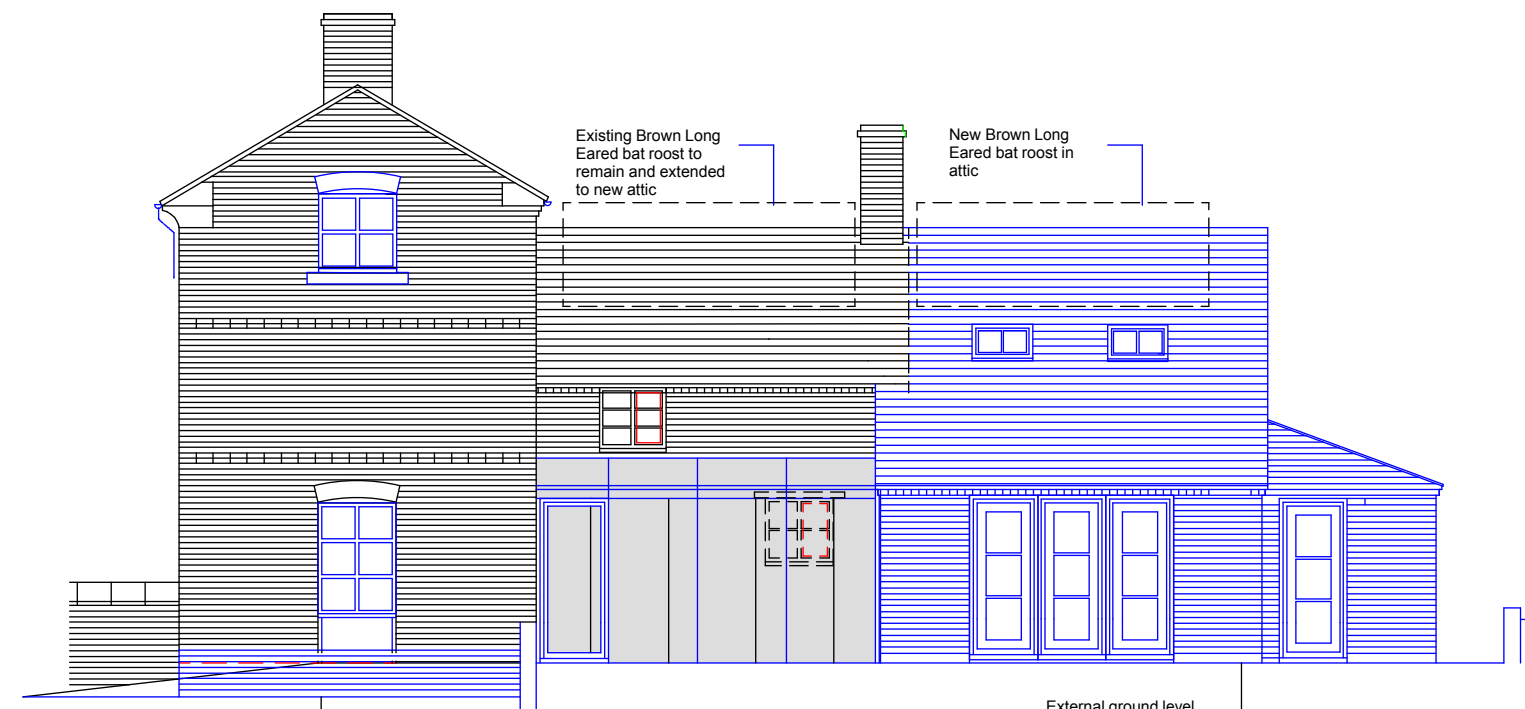 Existing Brown Long
Eared bat roost to
remain and extended
to new attic
New Brown Long
Eared bat roost in
attic
External ground level